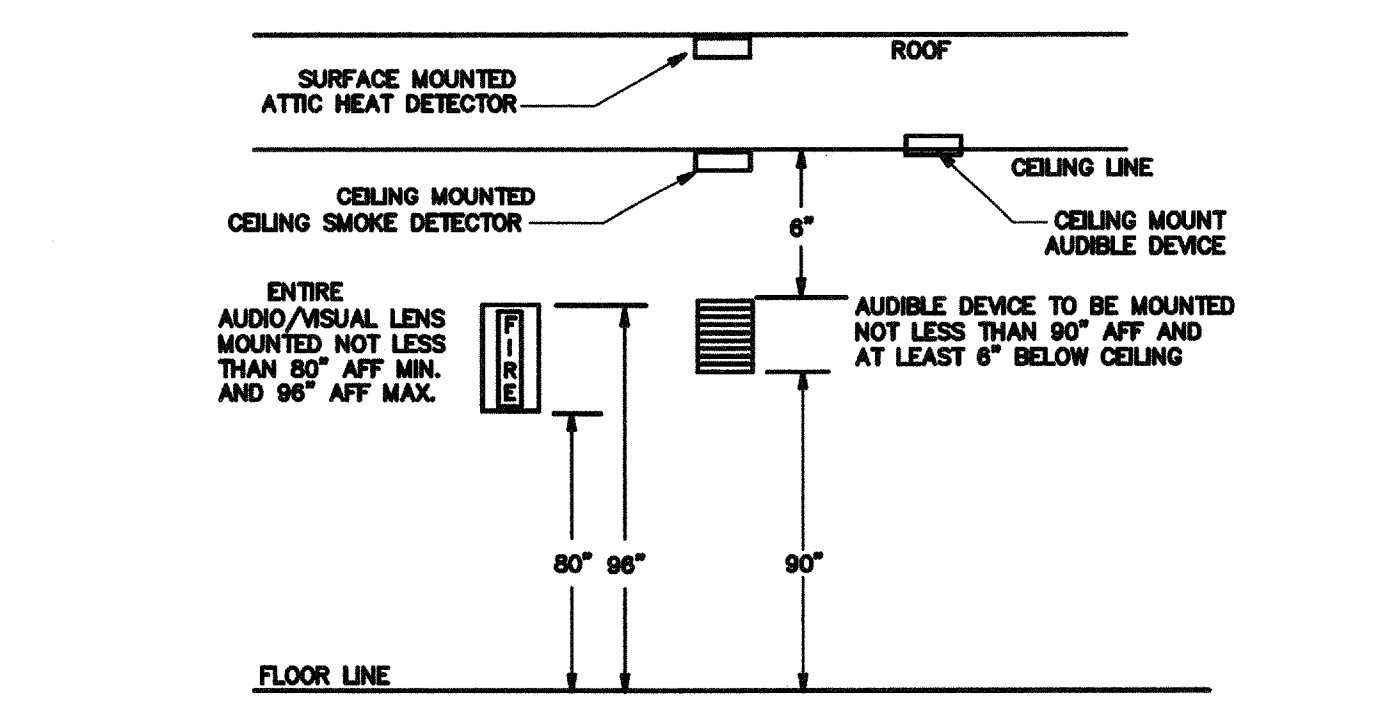 ROOF
SURFACE MOUNTED
ATTIC HEAT DETECTOR
CEILING LINE
CEILING MOUNTED
CEILING SMOKE DETECTOR
6"
CEILING MOUNT
AUDIBLE DEVICE
ENTIRE
AUDIO/VISUAL LENS
MOUNTED NOT LESS
THAN 80" AFF MIN.
AND 96" AFF MAX.
FIRE
AUDIBLE DEVICE TO BE MOUNTED
NOT LESS THAN 90" AFF AND
AT LEAST 6" BELOW CEILING
80"
96"
90"
FLOOR LINE